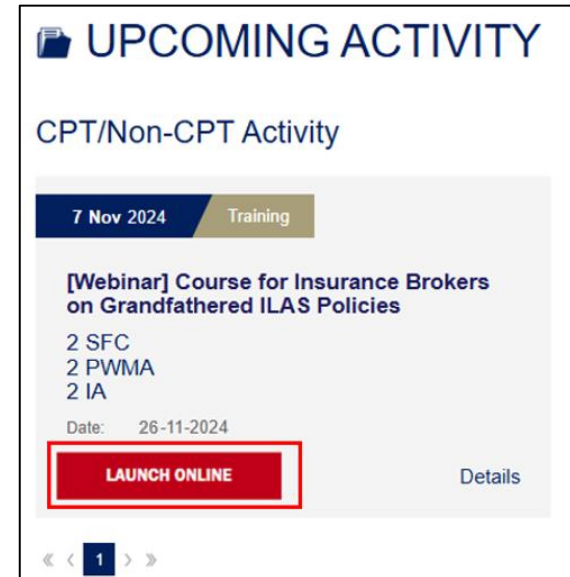 UPCOMING ACTIVITY
CPT/Non-CPT Activity
7 Nov 2024 Training
[Webinar] Course for Insurance Brokers
on Grandfathered ILAS Policies
2 SFC
2 PWMA
2 IA
Date: 26-11-2024
LAUNCH ONLINE Details
« < 1 > »